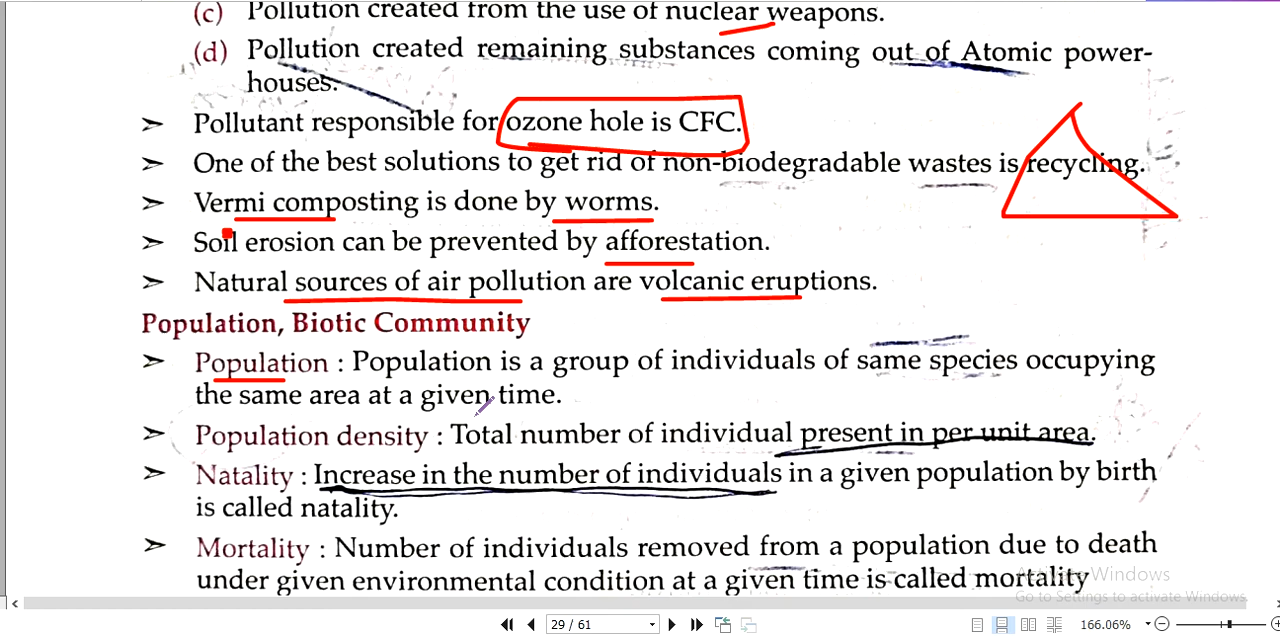 (c) Pollution created from the use of nuclear weapons.
(d) Pollution created remaining substances coming out of Atomic power-
houses.
➢ Pollutant responsible for ozone hole is CFC.
➢ One of the best solutions to get rid of non-biodegradable wastes is recycling.
➢ Vermi composting is done by worms.
➢ Soil erosion can be prevented by afforestation.
➢ Natural sources of air pollution are volcanic eruptions.
Population, Biotic Community
➢ Population : Population is a group of individuals of same species occupying
the same area at a given time.
➢ Population density : Total number of individual present in per unit area.
➢ Natality : Increase in the number of individuals in a given population by birth
is called natality.
➢ Mortality : Number of individuals removed from a population due to death
under given environmental condition at a given time is called mortality
Activate Windows
Go to Settings to activate Windows.
29 / 61
166.06%